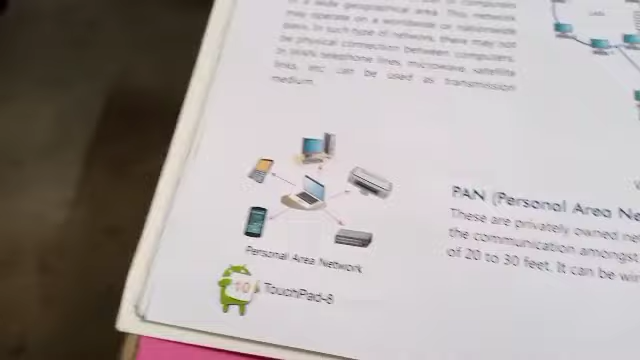 in a wide geographical area. This network
may operate on a worldwide or nationwide
basis. In such type of network, there may not
be physical connection between computers,
telephone lines, microwave, satellite
links, etc. can be used as transmission
medium.
LAN
PAN (Personal Area Ne
These are privately owned ne
the communication amongst
of 20 to 30 feet. It can be wir
Personal Area Network
10 TouchPad-6